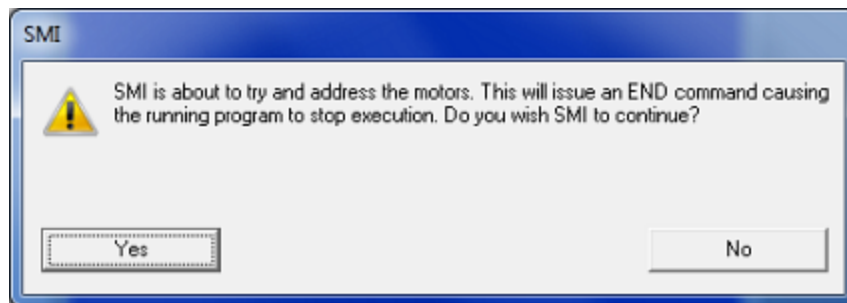 SMI
SMI is about to try and address the motors. This will issue an END command causing
the running program to stop execution. Do you wish SMI to continue?
Yes
No